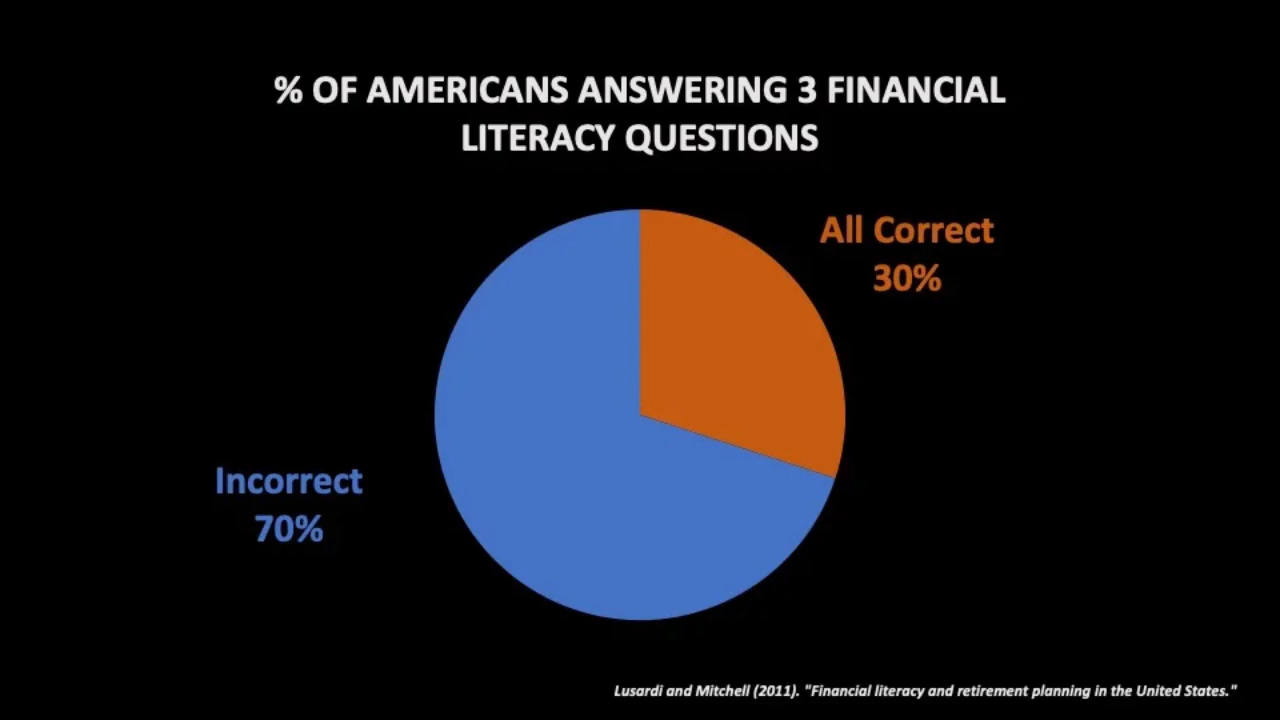 % OF AMERICANS ANSWERING 3 FINANCIAL
LITERACY QUESTIONS
All Correct
30%
Incorrect
70%
Lusardi and Mitchell (2011). "Financial literacy and retirement planning in the United States."